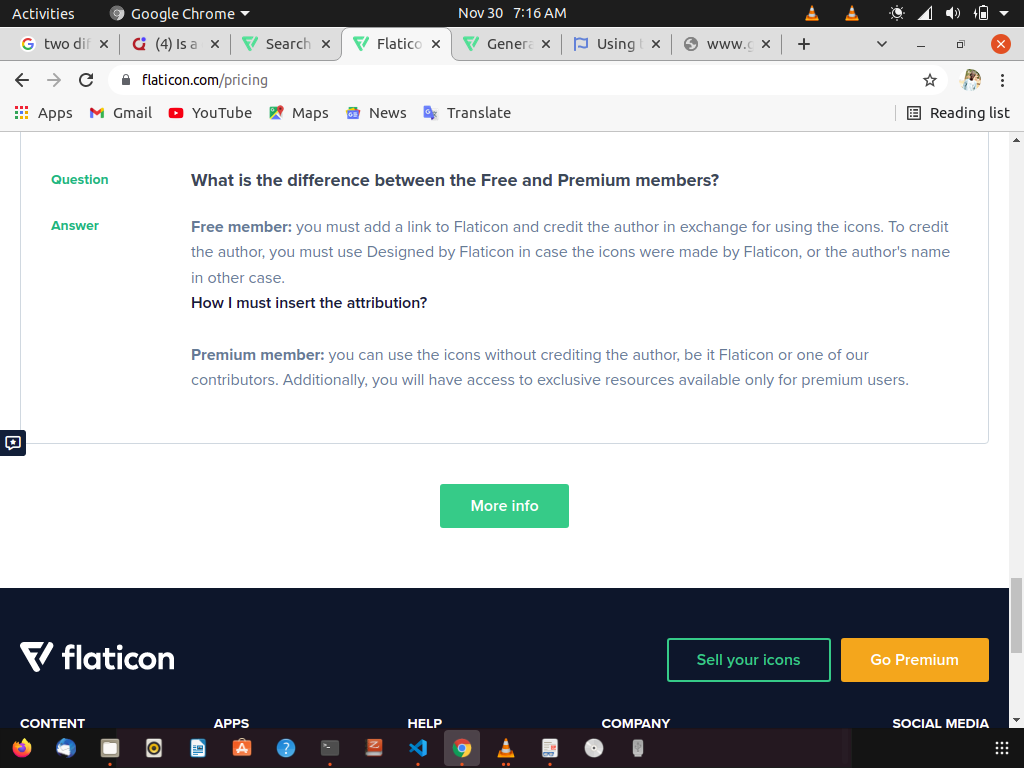 Activities
Google Chrome
Nov 30 7:16 AM
two dif
(4) Is a
Search
Flatico
Genera
Using
www.g
flaticon.com/pricing
Apps
Gmail
YouTube
Maps
News
Translate
Reading list
Question
What is the difference between the Free and Premium members?
Answer
Free member: you must add a link to Flaticon and credit the author in exchange for using the icons. To credit
the author, you must use Designed by Flaticon in case the icons were made by Flaticon, or the author's name
in other case.
How I must insert the attribution?
Premium member: you can use the icons without crediting the author, be it Flaticon or one of our
contributors. Additionally, you will have access to exclusive resources available only for premium users.
More info
flaticon
Sell your icons
Go Premium
CONTENT
APPS
HELP
COMPANY
SOCIAL MEDIA